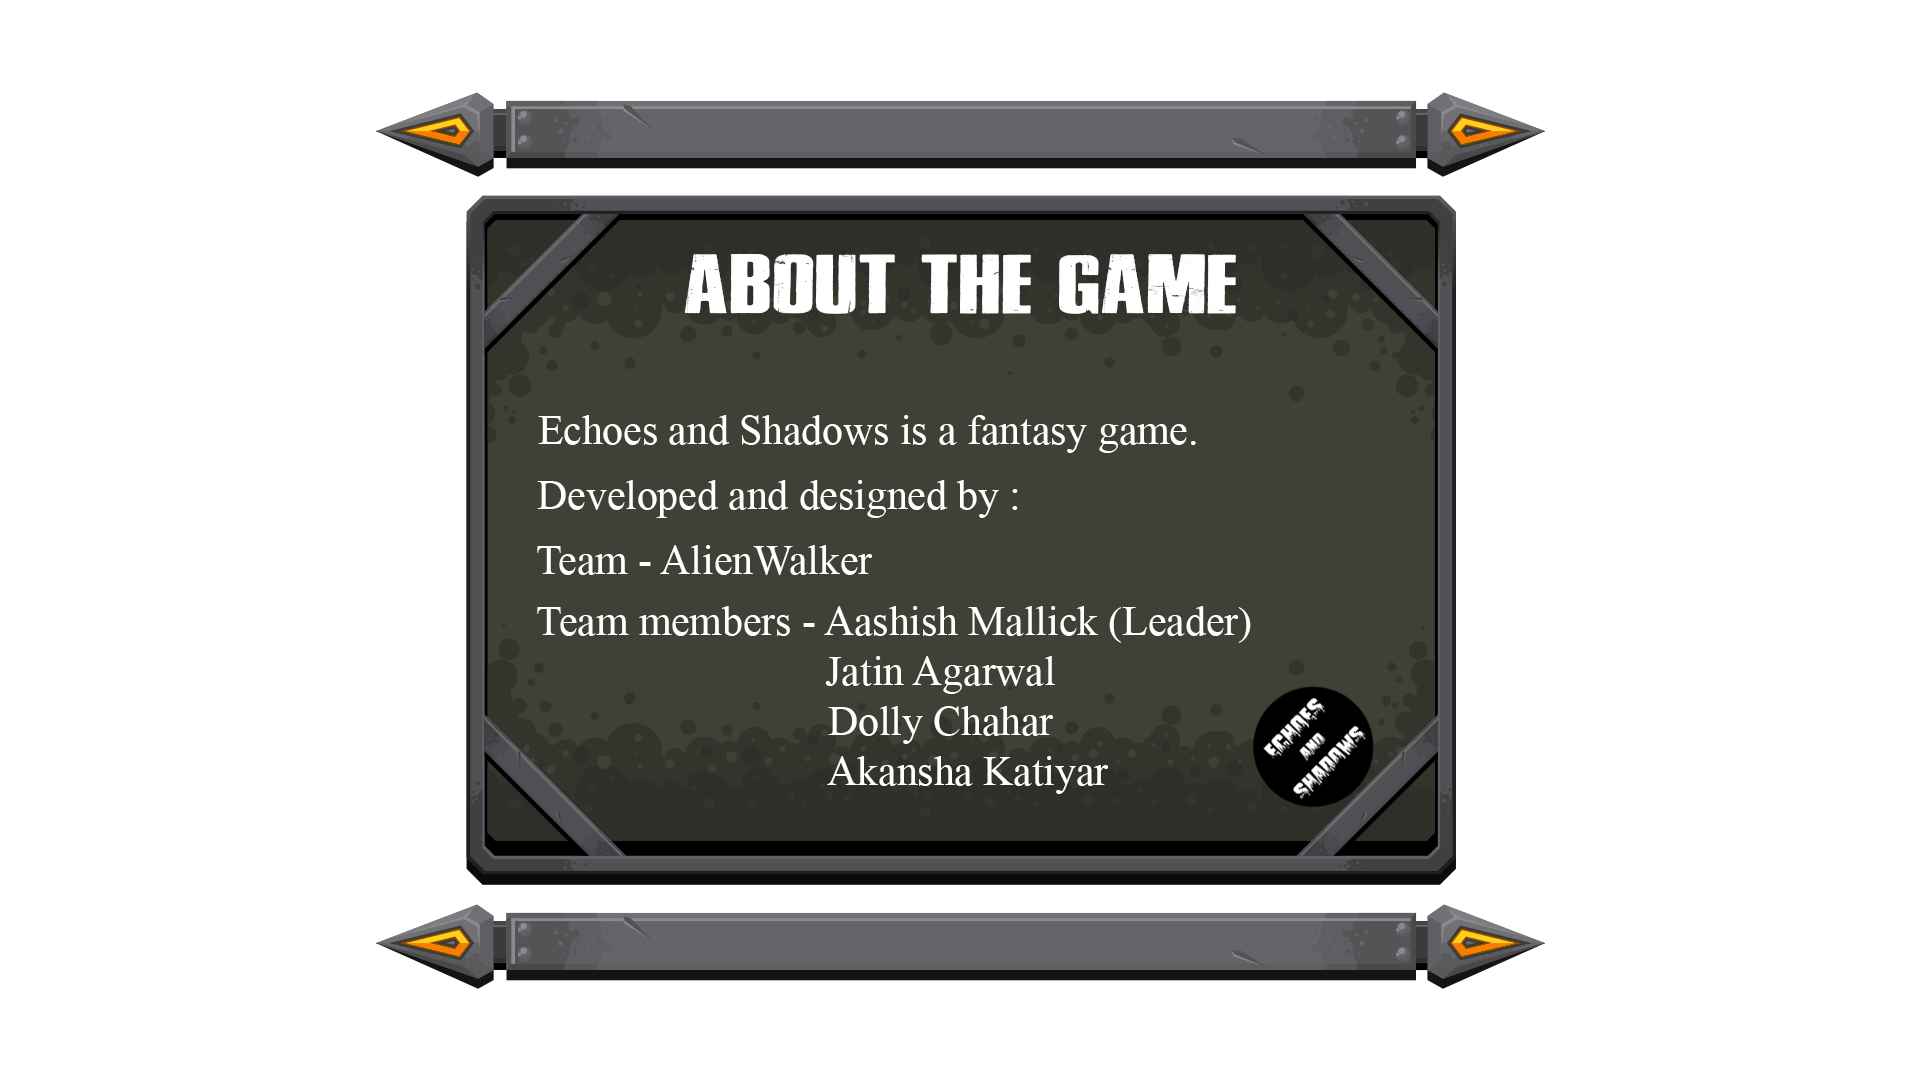 ABOUT THE GAME
Echoes and Shadows is a fantasy game.
Developed and designed by :
Team - AlienWalker
Team members - Aashish Mallick (Leader)
Jatin Agarwal
Dolly Chahar
Akansha Katiyar
ECHOES
AND
SHADOWS